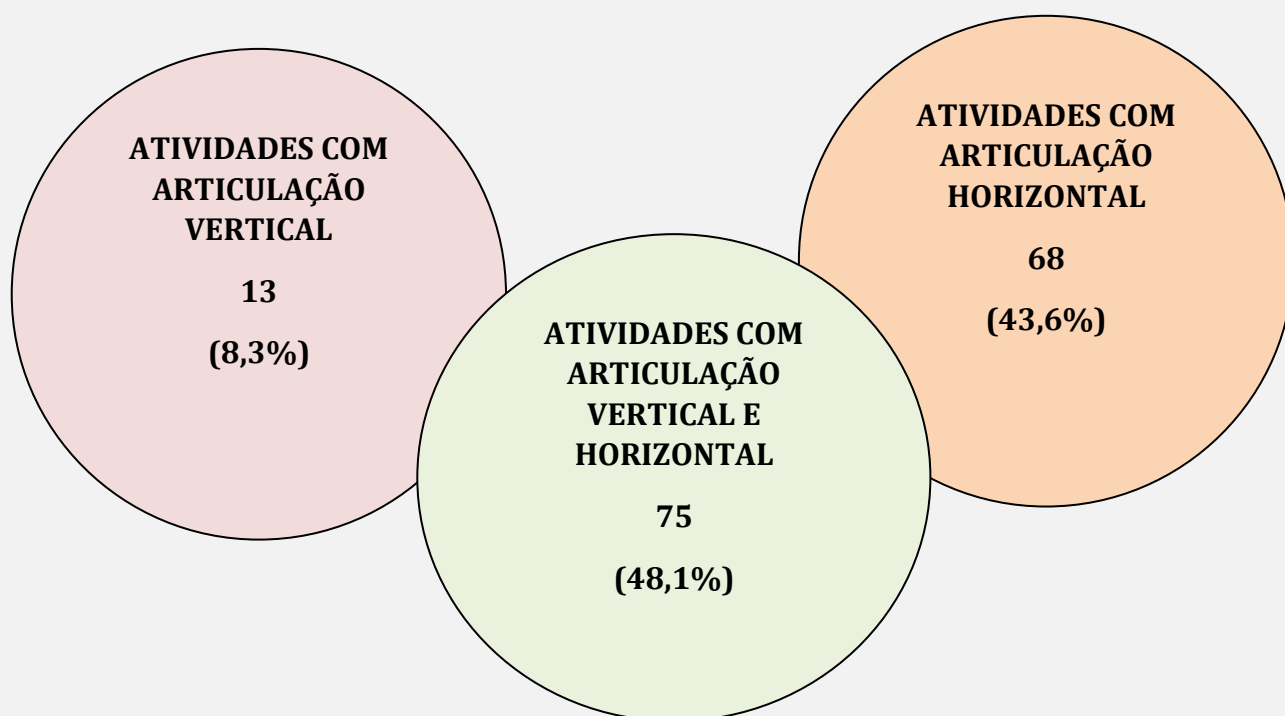 ATIVIDADES COM
ARTICULAÇÃO
VERTICAL
13
(8,3%)
ATIVIDADES COM
ARTICULAÇÃO
VERTICAL E
HORIZONTAL
75
(48,1%)
ATIVIDADES COM
ARTICULAÇÃO
HORIZONTAL
68
(43,6%)